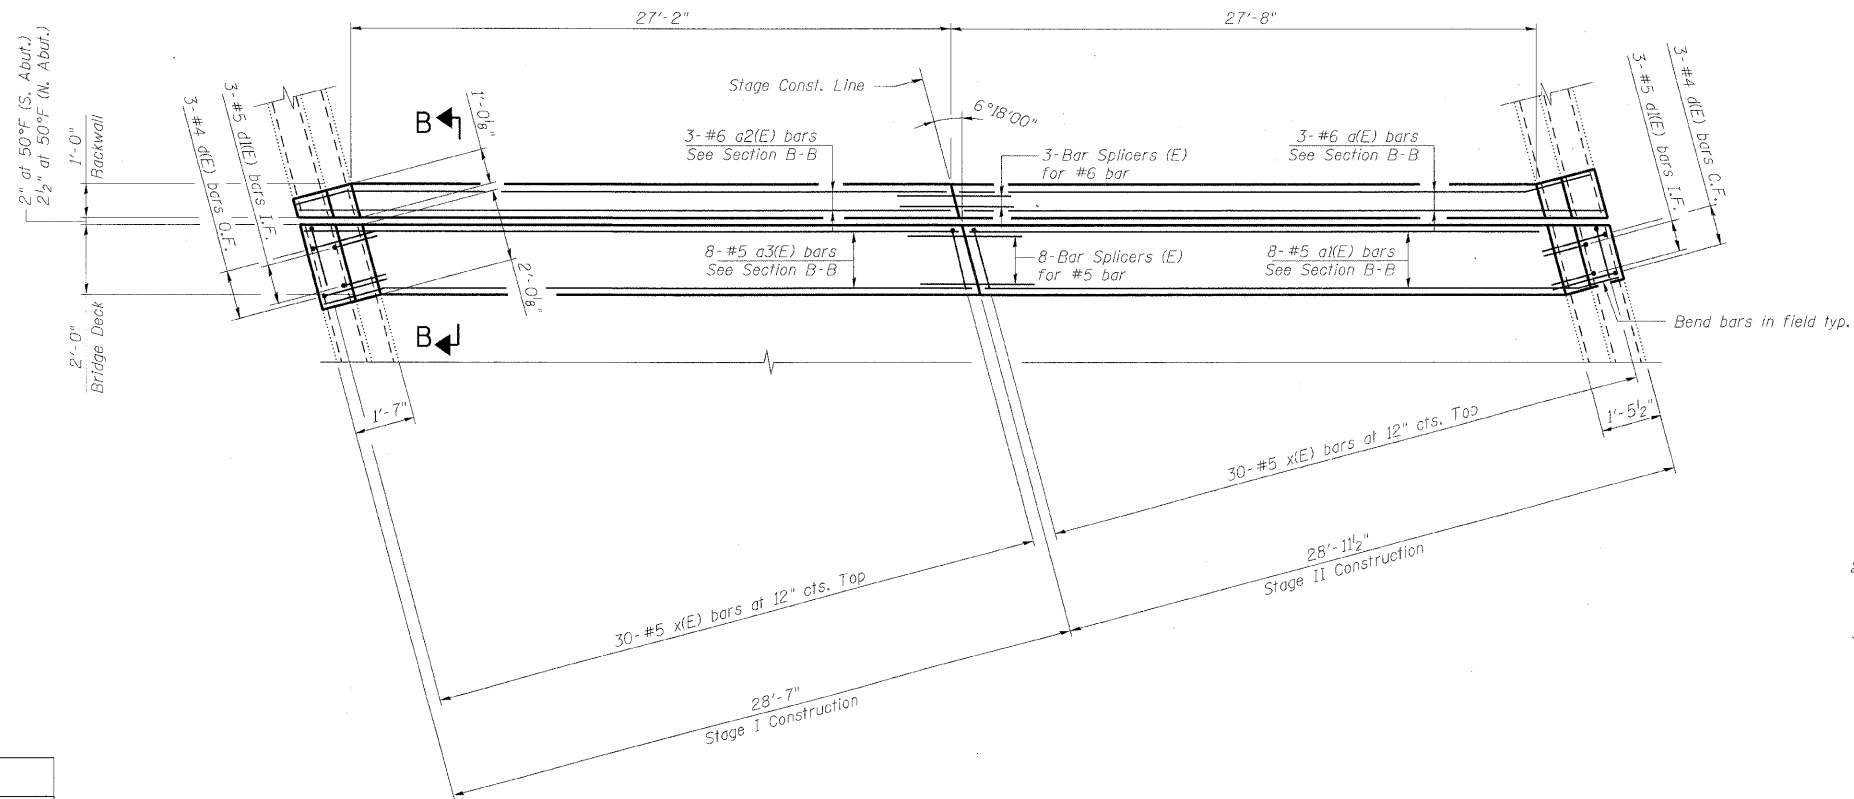 27'-2"
27'-8"
2" at 50°F (S. Abut.)
2½" at 50°F (N. Abut.)
1'-0"
Backwall
2'-0"
Bridge Deck
3-#4 d(E) bars O.F.
3-#5 d1(E) bars I.F.
B
1'-0⅛"
2'-0⅛"
B
Stage Const. Line
6°18'00"
3-#6 a2(E) bars
See Section B-B
3-Bar Splicers (E)
for #6 bar
3-#6 a(E) bars
See Section B-B
8-#5 a3(E) bars
See Section B-B
8-Bar Splicers (E)
for #5 bar
8-#5 a1(E) bars
See Section B-B
3-#5 d1(E) bars I.F.
3-#4 d(E) bars O.F.
Bend bars in field typ.
1'-7"
1'-5½"
30-#5 x(E) bars at 12" cts. Top
30-#5 x(E) bars at 12" cts. Top
28'-11½"
Stage II Construction
28'-7"
Stage I Construction